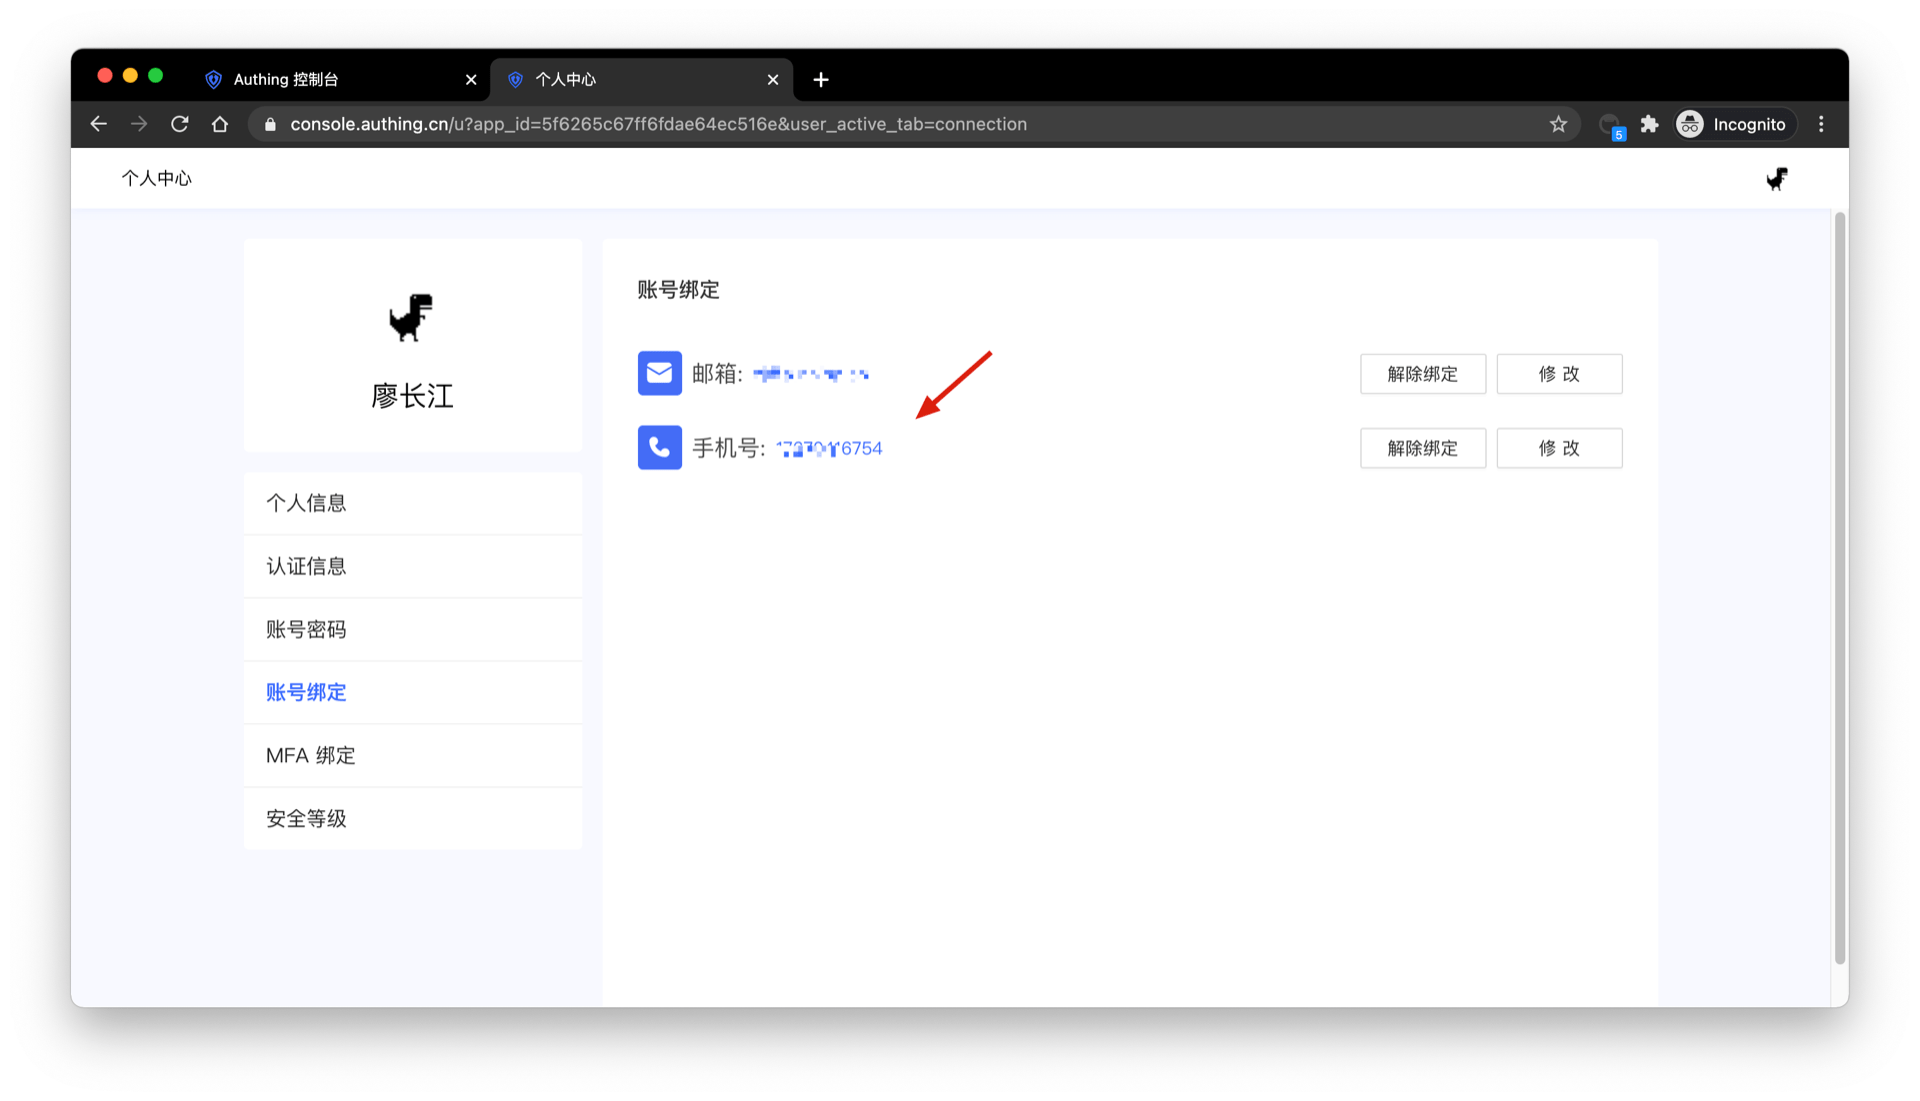 Authing 控制台
个人中心
console.authing.cn/u?app_id=5f6265c67ff6fdae64ec516e&user_active_tab=connection
5
Incognito
个人中心
廖长江
个人信息
认证信息
账号密码
账号绑定
MFA 绑定
安全等级
账号绑定
邮箱:
解除绑定
修 改
手机号:
解除绑定
修 改